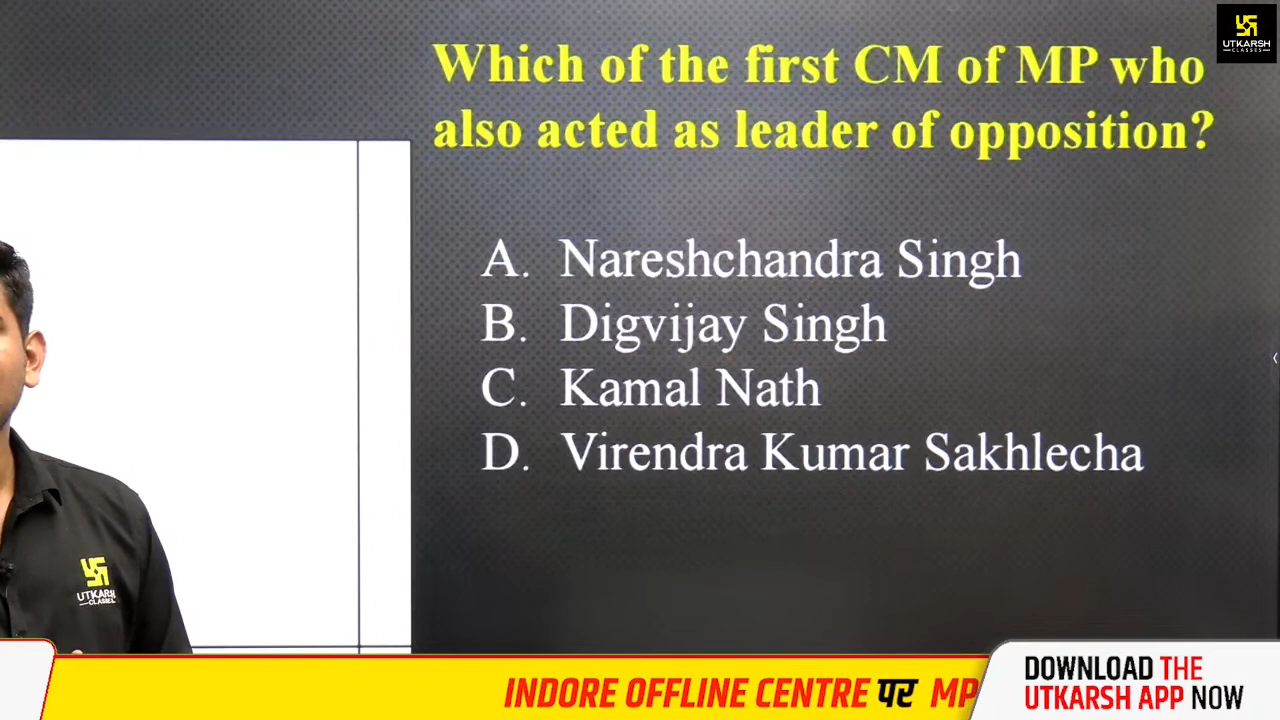 UTKARSH
CLASSES
Which of the first CM of MP who
also acted as leader of opposition?
A. Nareshchandra Singh
B. Digvijay Singh
C. Kamal Nath
D. Virendra Kumar Sakhlecha
UTKARSH
CLASSES
INDORE OFFLINE CENTRE पर MP
DOWNLOAD THE
UTKARSH APP NOW